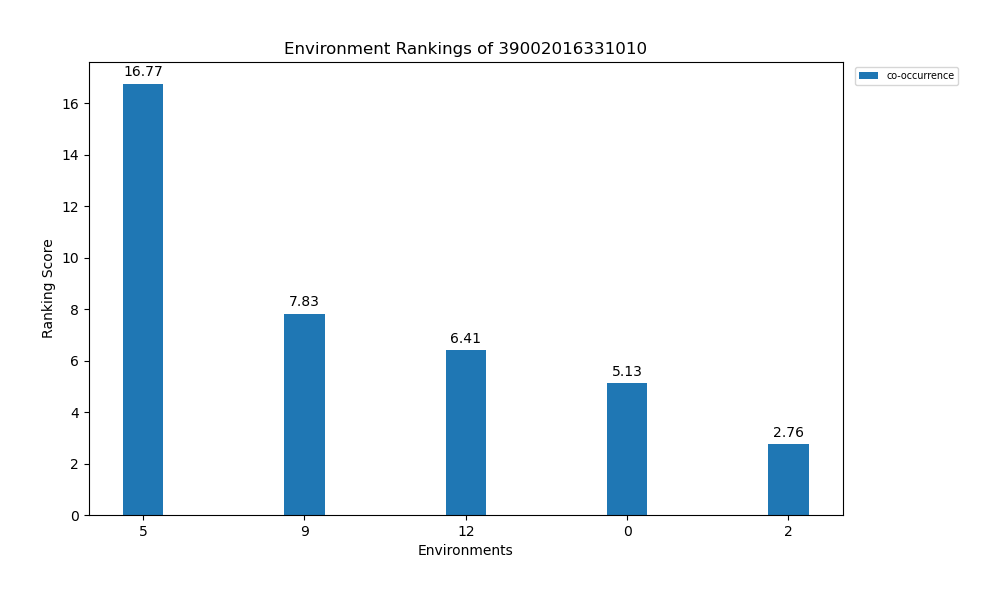 Environment Rankings of 39002016331010
co-occurrence
16.77
7.83
6.41
5.13
2.76
Ranking Score
16
14
12
10
8
6
4
2
0
5 9 12 0 2
Environments